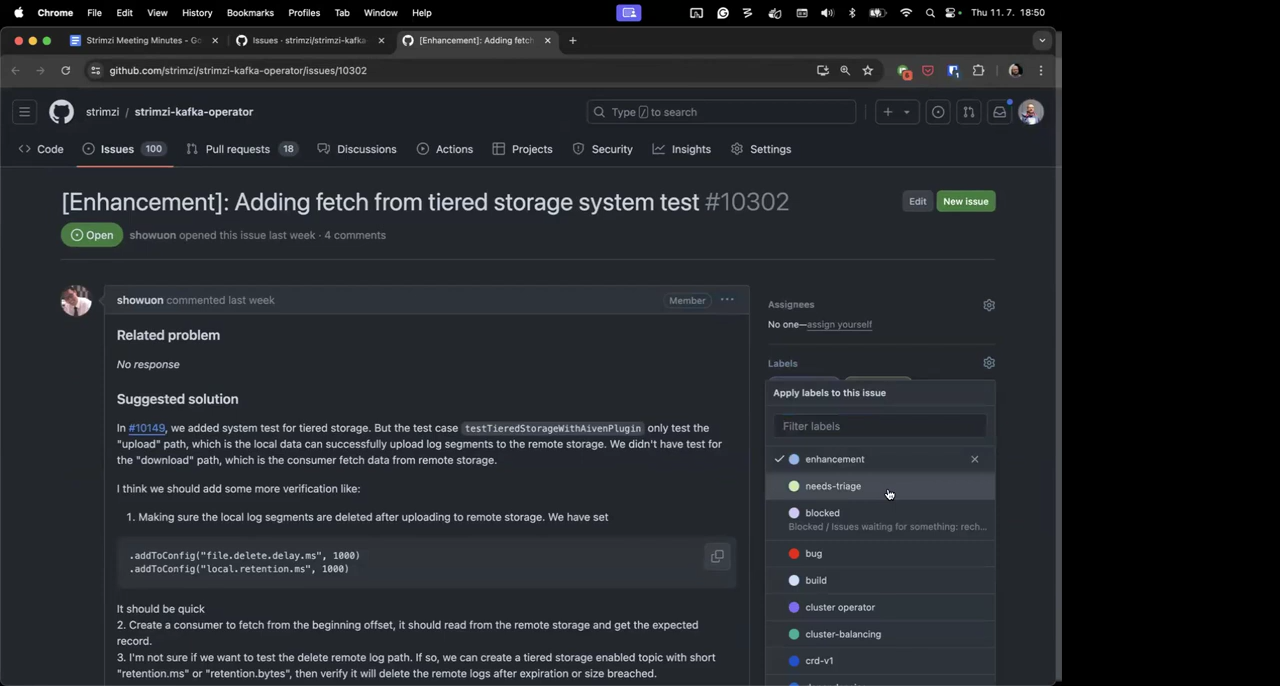 Chrome File Edit View History Bookmarks Profiles Tab Window Help Thu 11. 7. 18:50
Strimzi Meeting Minutes - Go Issues · strimzi/strimzi-kafka- [Enhancement]: Adding fetch
github.com/strimzi/strimzi-kafka-operator/issues/10302
strimzi / strimzi-kafka-operator Type / to search
Code Issues 100 Pull requests 18 Discussions Actions Projects Security Insights Settings
[Enhancement]: Adding fetch from tiered storage system test #10302
Edit New issue
Open showuon opened this issue last week · 4 comments
showuon commented last week Member ...
Related problem
No response
Suggested solution
In #10149, we added system test for tiered storage. But the test case testTieredStorageWithAivenPlugin only test the
"upload" path, which is the local data can successfully upload log segments to the remote storage. We didn't have test for
the "download" path, which is the consumer fetch data from remote storage.
I think we should add some more verification like:
1. Making sure the local log segments are deleted after uploading to remote storage. We have set
.addToConfig("file.delete.delay.ms", 1000)
.addToConfig("local.retention.ms", 1000)
It should be quick
2. Create a consumer to fetch from the beginning offset, it should read from the remote storage and get the expected
record.
3. I'm not sure if we want to test the delete remote log path. If so, we can create a tiered storage enabled topic with short
"retention.ms" or "retention.bytes", then verify it will delete the remote logs after expiration or size breached.
Assignees
No one—assign yourself
Labels
Apply labels to this issue
Filter labels
enhancement
needs-triage
blocked
Blocked / Issues waiting for something: rech...
bug
build
cluster operator
cluster-balancing
crd-v1